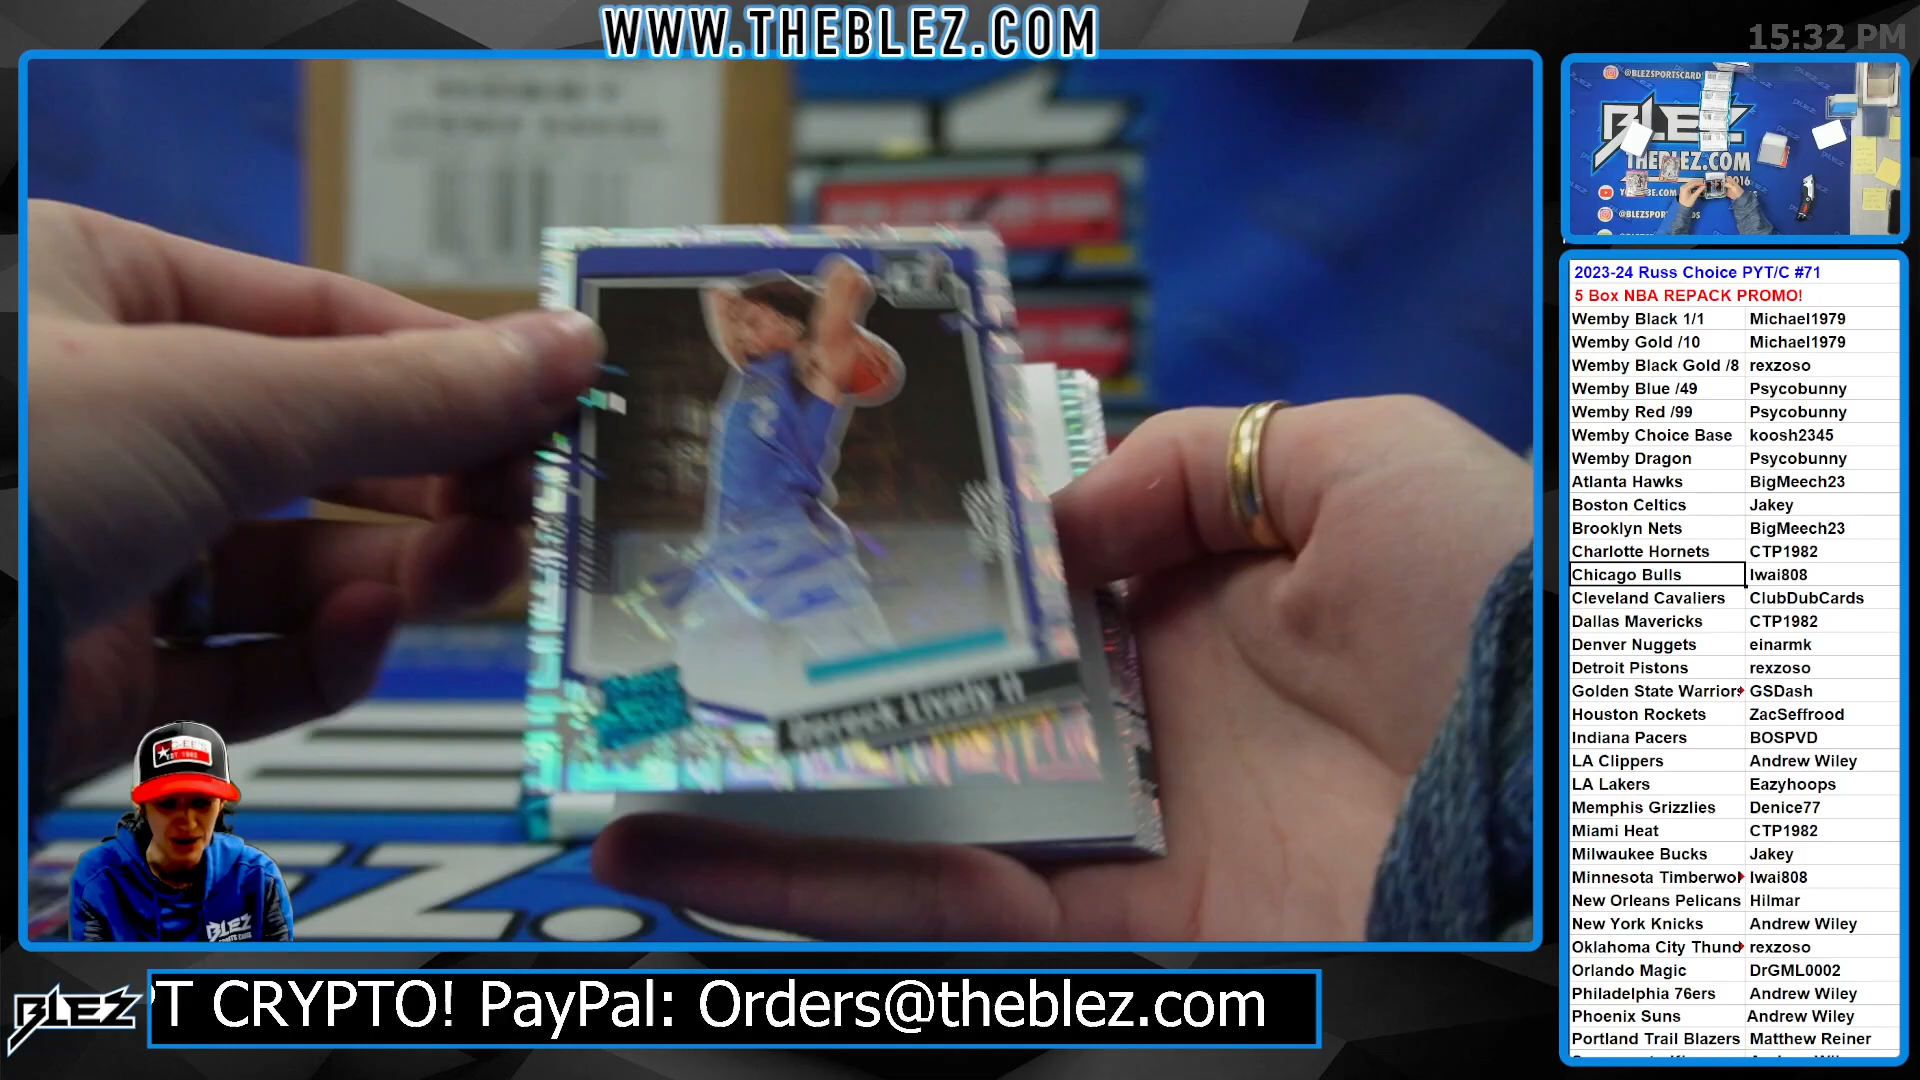 WWW.THEBLEZ.COM
15:32 PM
@BLEZSPORTSCARD
BLEZ
THEBLEZ.COM
2023-24 Russ Choice PYT/C #71
5 Box NBA REPACK PROMO!
Wemby Black 1/1 Michael1979
Wemby Gold /10 Michael1979
Wemby Black Gold /8 rexzoso
Wemby Blue /49 Psycobunny
Wemby Red /99 Psycobunny
Wemby Choice Base koosh2345
Wemby Dragon Psycobunny
Atlanta Hawks BigMeech23
Boston Celtics Jakey
Brooklyn Nets BigMeech23
Charlotte Hornets CTP1982
Chicago Bulls Iwai808
Cleveland Cavaliers ClubDubCards
Dallas Mavericks CTP1982
Denver Nuggets einarmk
Detroit Pistons rexzoso
Golden State Warriors GSDash
Houston Rockets ZacSeffrood
Indiana Pacers BOSPVD
LA Clippers Andrew Wiley
LA Lakers Eazyhoops
Memphis Grizzlies Denice77
Miami Heat CTP1982
Milwaukee Bucks Jakey
Minnesota Timberwol Iwai808
New Orleans Pelicans Hilmar
New York Knicks Andrew Wiley
Oklahoma City Thund rexzoso
Orlando Magic DrGML0002
Philadelphia 76ers Andrew Wiley
Phoenix Suns Andrew Wiley
Portland Trail Blazers Matthew Reiner
Dereck Lively II
BLEZ
BLEZ
T CRYPTO! PayPal: Orders@theblez.com